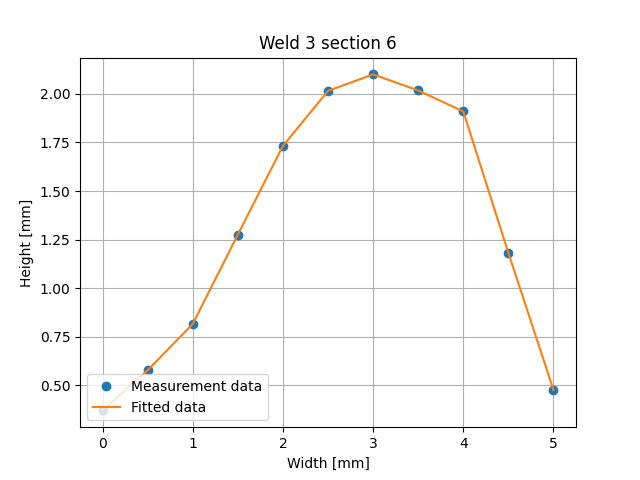 Weld 3 section 6
Height [mm]
2.00
1.75
1.50
1.25
1.00
0.75
0.50
Measurement data
Fitted data
0 1 2 3 4 5
Width [mm]